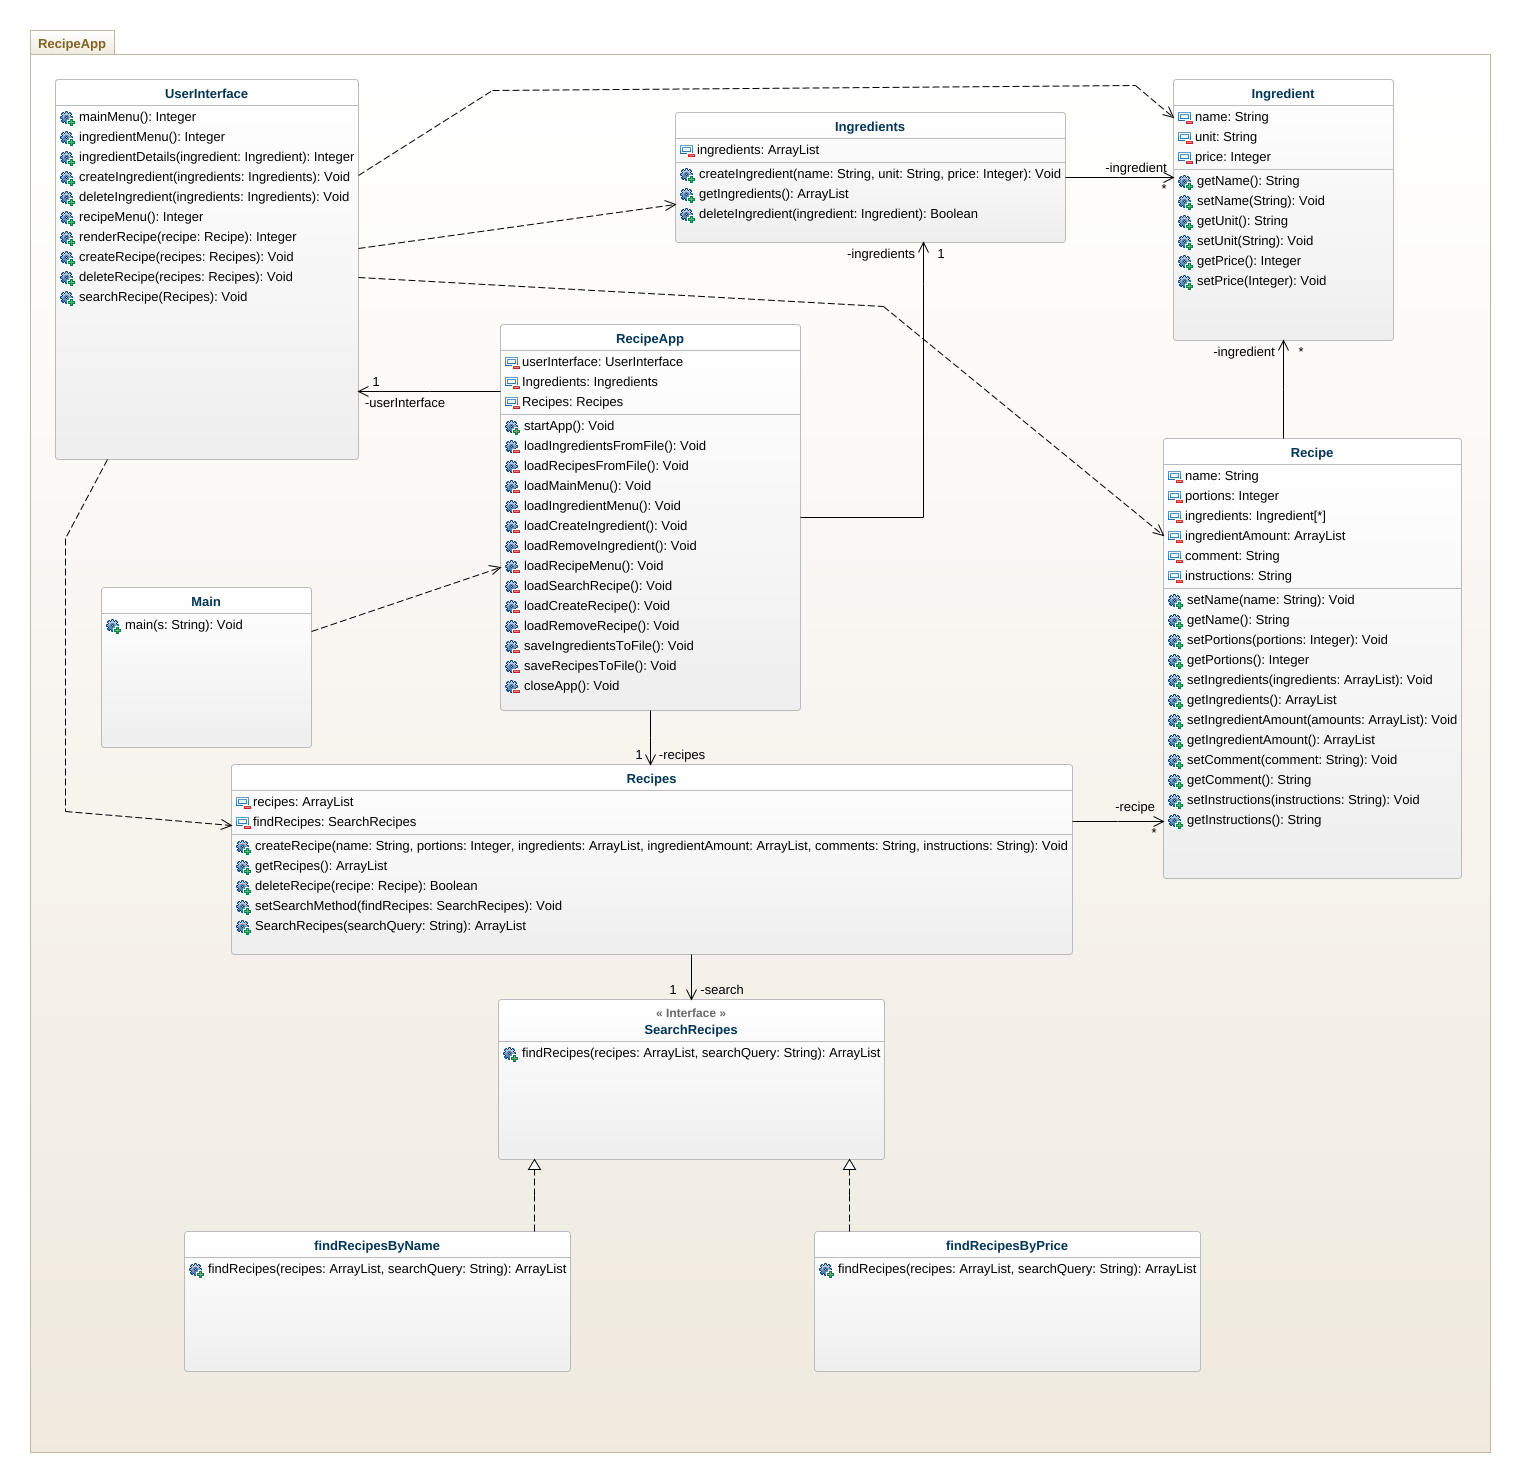 RecipeApp
UserInterface
mainMenu(): Integer
ingredientMenu(): Integer
ingredientDetails(ingredient: Ingredient): Integer
createIngredient(ingredients: Ingredients): Void
deleteIngredient(ingredients: Ingredients): Void
recipeMenu(): Integer
renderRecipe(recipe: Recipe): Integer
createRecipe(recipes: Recipes): Void
deleteRecipe(recipes: Recipes): Void
searchRecipe(Recipes): Void
Ingredients
ingredients: ArrayList
createIngredient(name: String, unit: String, price: Integer): Void
getIngredients(): ArrayList
deleteIngredient(ingredient: Ingredient): Boolean
-ingredient
*
Ingredient
name: String
unit: String
price: Integer
getName(): String
setName(String): Void
getUnit(): String
setUnit(String): Void
getPrice(): Integer
setPrice(Integer): Void
-ingredients
1
-ingredient
*
RecipeApp
userInterface: UserInterface
Ingredients: Ingredients
Recipes: Recipes
startApp(): Void
loadIngredientsFromFile(): Void
loadRecipesFromFile(): Void
loadMainMenu(): Void
loadIngredientMenu(): Void
loadCreateIngredient(): Void
loadRemoveIngredient(): Void
loadRecipeMenu(): Void
loadSearchRecipe(): Void
loadCreateRecipe(): Void
loadRemoveRecipe(): Void
saveIngredientsToFile(): Void
saveRecipesToFile(): Void
closeApp(): Void
1
-userInterface
Recipe
name: String
portions: Integer
ingredients: Ingredient[*]
ingredientAmount: ArrayList
comment: String
instructions: String
setName(name: String): Void
getName(): String
setPortions(portions: Integer): Void
getPortions(): Integer
setIngredients(ingredients: ArrayList): Void
getIngredients(): ArrayList
setIngredientAmount(amounts: ArrayList): Void
getIngredientAmount(): ArrayList
setComment(comment: String): Void
getComment(): String
setInstructions(instructions: String): Void
getInstructions(): String
Main
main(s: String): Void
1
-recipes
Recipes
recipes: ArrayList
findRecipes: SearchRecipes
createRecipe(name: String, portions: Integer, ingredients: ArrayList, ingredientAmount: ArrayList, comments: String, instructions: String): Void
getRecipes(): ArrayList
deleteRecipe(recipe: Recipe): Boolean
setSearchMethod(findRecipes: SearchRecipes): Void
SearchRecipes(searchQuery: String): ArrayList
-recipe
*
1
-search
« Interface »
SearchRecipes
findRecipes(recipes: ArrayList, searchQuery: String): ArrayList
findRecipesByName
findRecipes(recipes: ArrayList, searchQuery: String): ArrayList
findRecipesByPrice
findRecipes(recipes: ArrayList, searchQuery: String): ArrayList